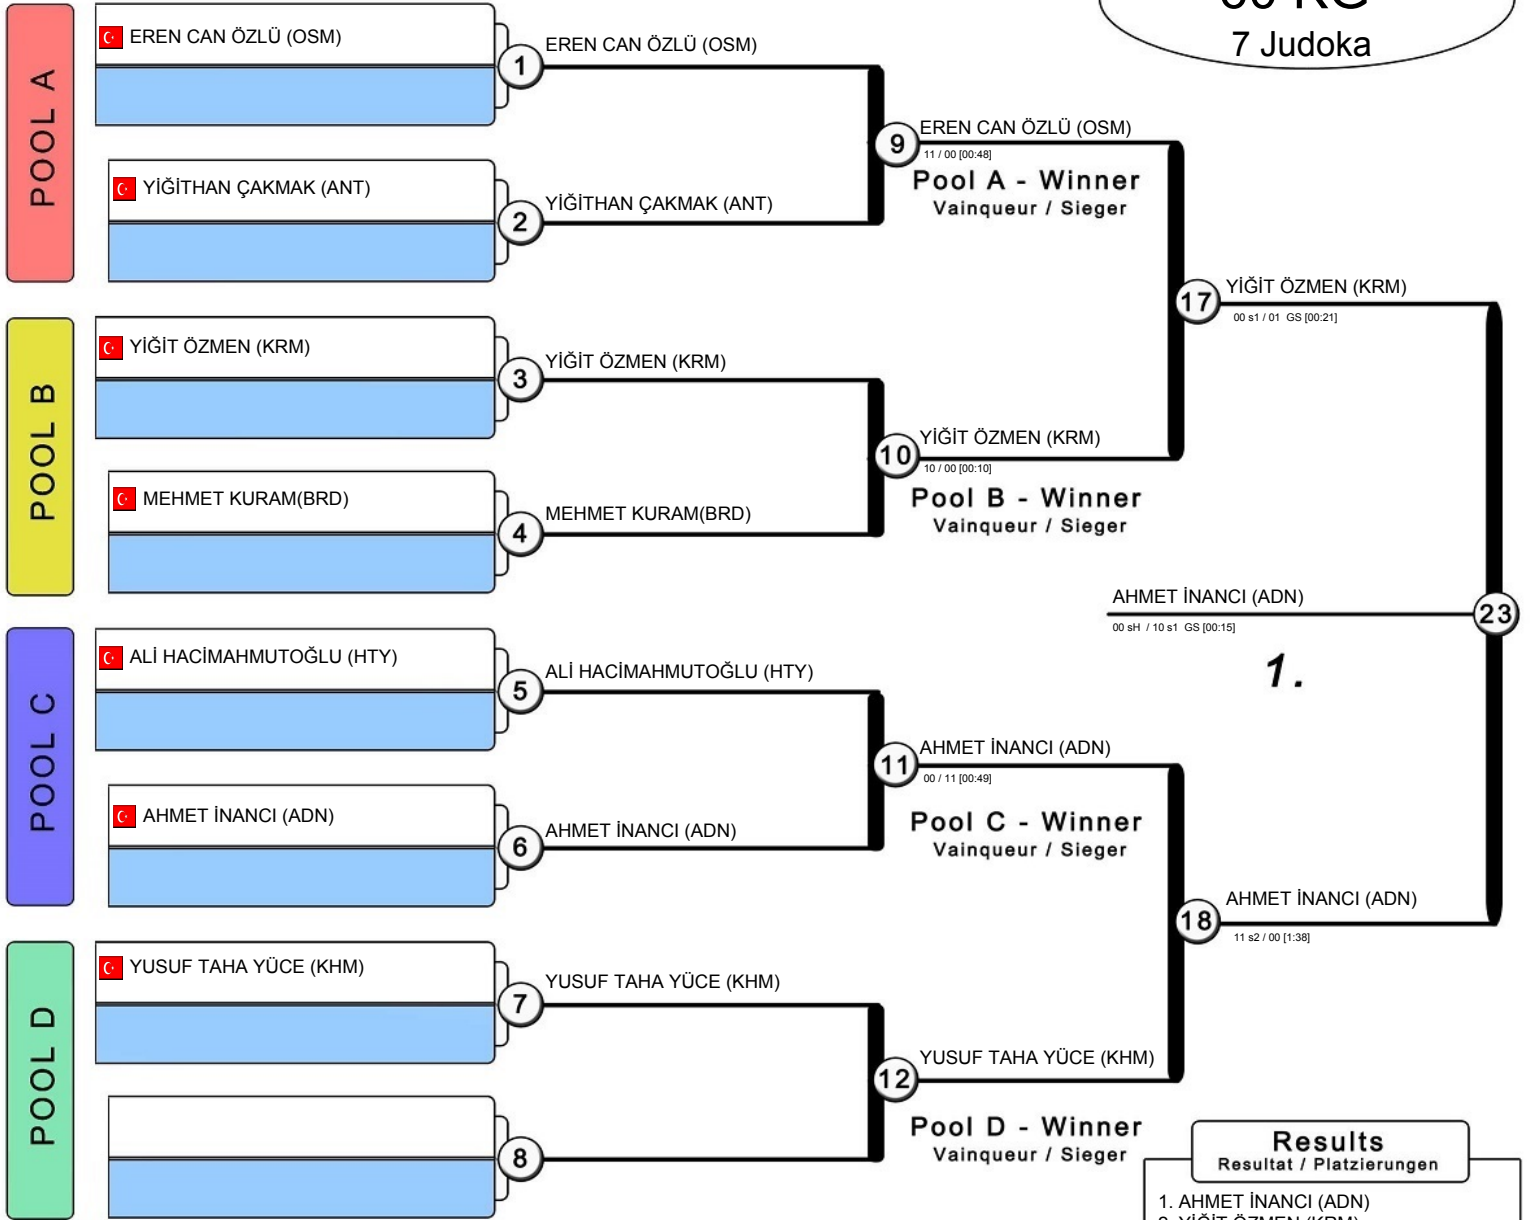 60 KG
7 Judoka
POOL A
EREN CAN ÖZLÜ (OSM)
1
EREN CAN ÖZLÜ (OSM)
YİĞİTHAN ÇAKMAK (ANT)
2
YİĞİTHAN ÇAKMAK (ANT)
9
EREN CAN ÖZLÜ (OSM)
11 / 00 [00:48]
Pool A - Winner
Vainqueur / Sieger
POOL B
YİĞİT ÖZMEN (KRM)
3
YİĞİT ÖZMEN (KRM)
MEHMET KURAM(BRD)
4
MEHMET KURAM(BRD)
10
YİĞİT ÖZMEN (KRM)
10 / 00 [00:10]
Pool B - Winner
Vainqueur / Sieger
17
YİĞİT ÖZMEN (KRM)
00 s1 / 01 GS [00:21]
POOL C
ALİ HACİMAHMUTOĞLU (HTY)
5
ALİ HACİMAHMUTOĞLU (HTY)
AHMET İNANCI (ADN)
6
AHMET İNANCI (ADN)
11
AHMET İNANCI (ADN)
00 / 11 [00:49]
Pool C - Winner
Vainqueur / Sieger
POOL D
YUSUF TAHA YÜCE (KHM)
7
YUSUF TAHA YÜCE (KHM)
8
12
YUSUF TAHA YÜCE (KHM)
Pool D - Winner
Vainqueur / Sieger
18
AHMET İNANCI (ADN)
11 s2 / 00 [1:38]
AHMET İNANCI (ADN)
23
00 sH / 10 s1 GS [00:15]
1.
Results
Resultat / Platzierungen
1. AHMET İNANCI (ADN)
2. YİĞİT ÖZMEN (KRM)